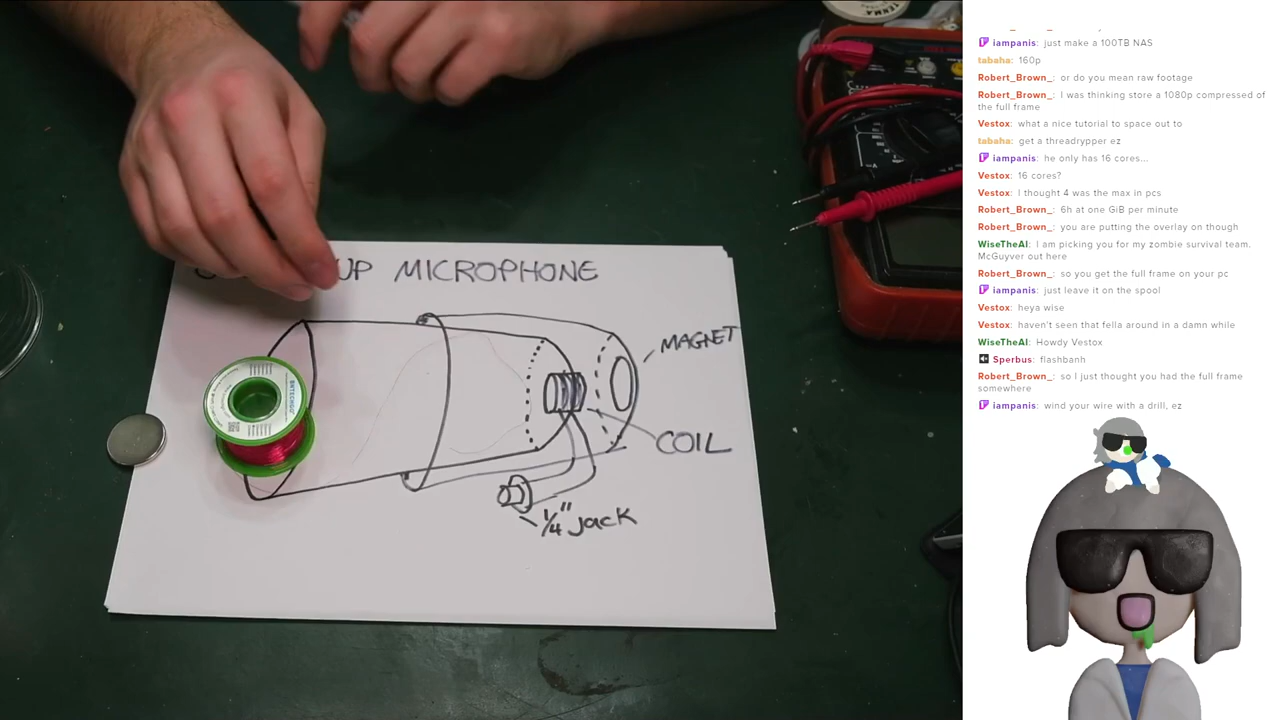 UP MICROPHONE
MAGNET
COIL
1/4" Jack
BNTECHGO
iampanis: just make a 100TB NAS
tabaha: 160p
Robert_Brown_: or do you mean raw footage
Robert_Brown_: I was thinking store a 1080p compressed of
the full frame
Vestox: what a nice tutorial to space out to
tabaha: get a threadrypper ez
iampanis: he only has 16 cores...
Vestox: 16 cores?
Vestox: I thought 4 was the max in pcs
Robert_Brown_: 6h at one GiB per minute
Robert_Brown_: you are putting the overlay on though
WiseTheAI: I am picking you for my zombie survival team.
McGuyver out here
Robert_Brown_: so you get the full frame on your pc
iampanis: just leave it on the spool
Vestox: heya wise
Vestox: haven't seen that fella around in a damn while
WiseTheAI: Howdy Vestox
Sperbus: flashbanh
Robert_Brown_: so I just thought you had the full frame
somewhere
iampanis: wind your wire with a drill, ez